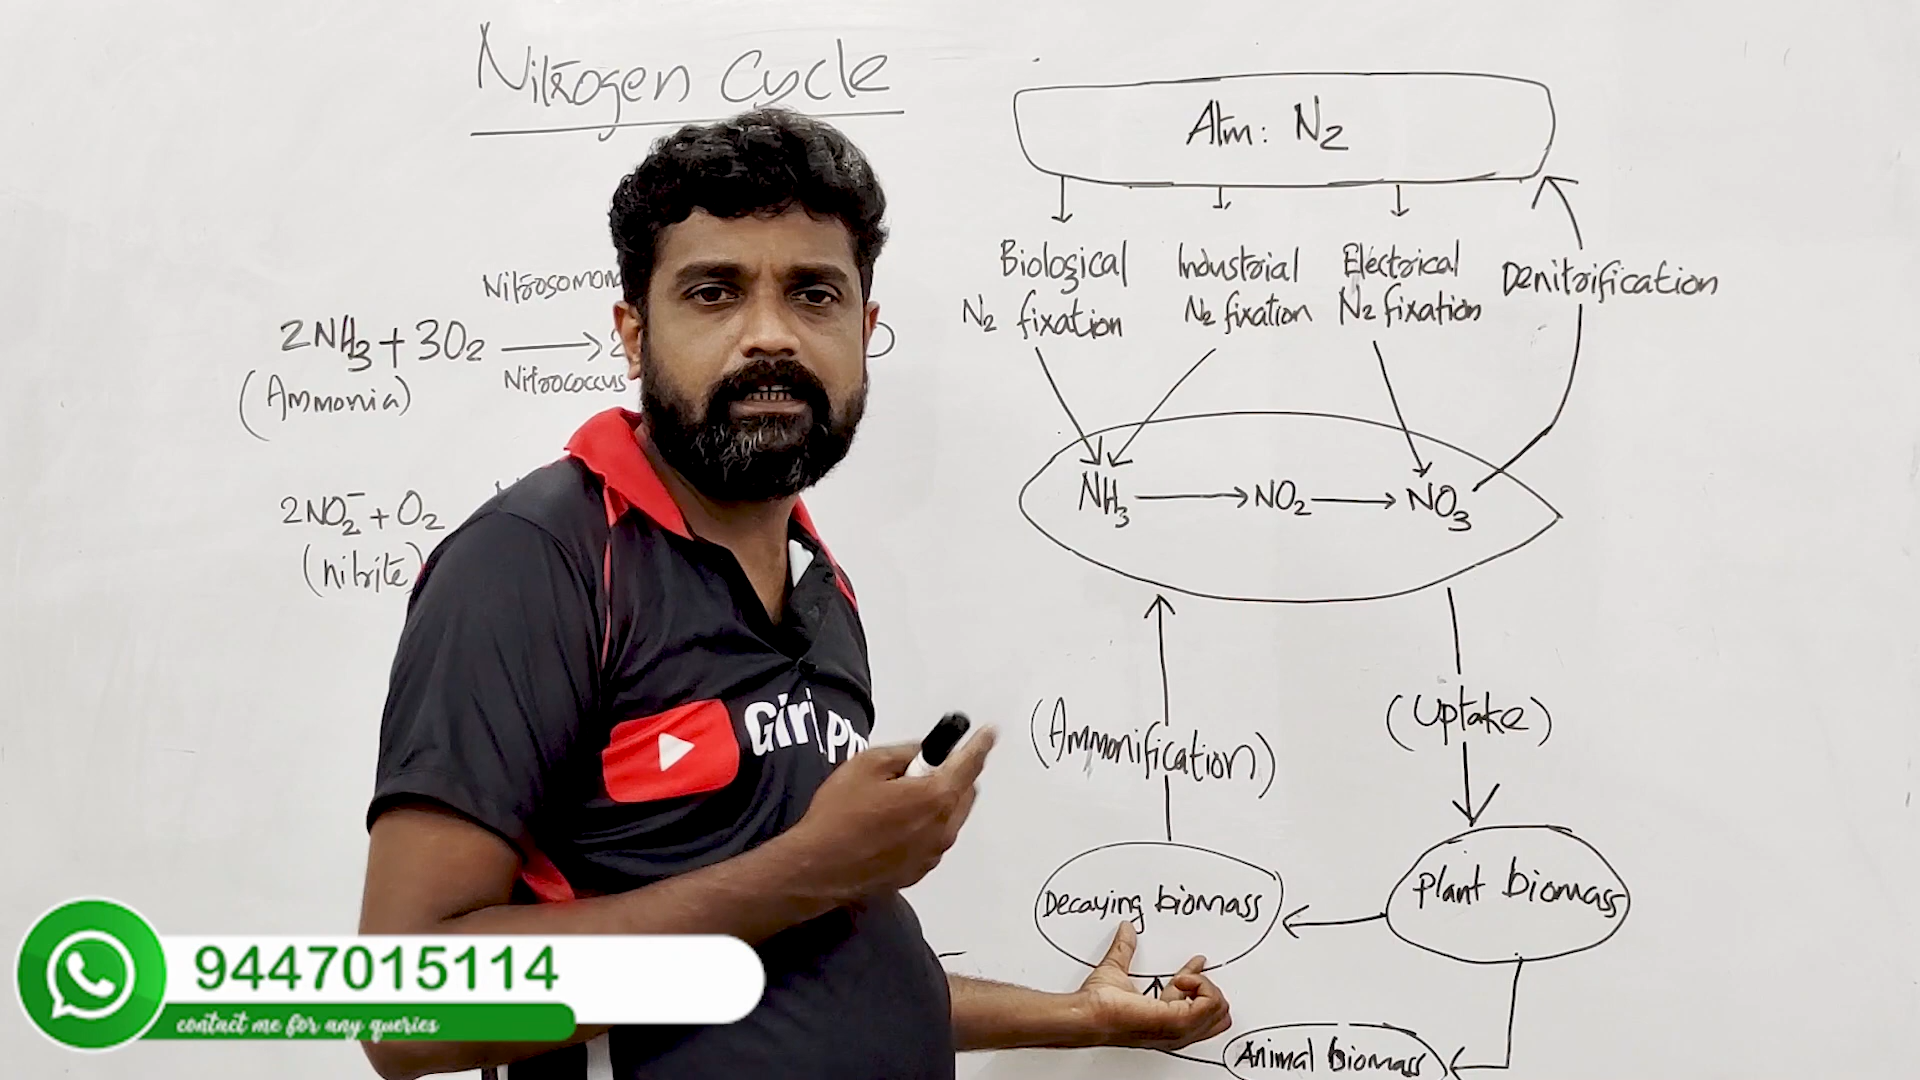 Nitrogen Cycle
Nitrosomona
2NH3 + 3O2 → 2
Nitrococcus
(Ammonia)
2NO2- + O2
(nitrite)
Atm: N2
Biological
N2 fixation
Industrial
N2 fixation
Electrical
N2 fixation
Denitrification
NH3 → NO2 → NO3
(Ammonification)
(Uptake)
Decaying biomass
Plant biomass
Animal biomass
9447015114
contact me for any queries